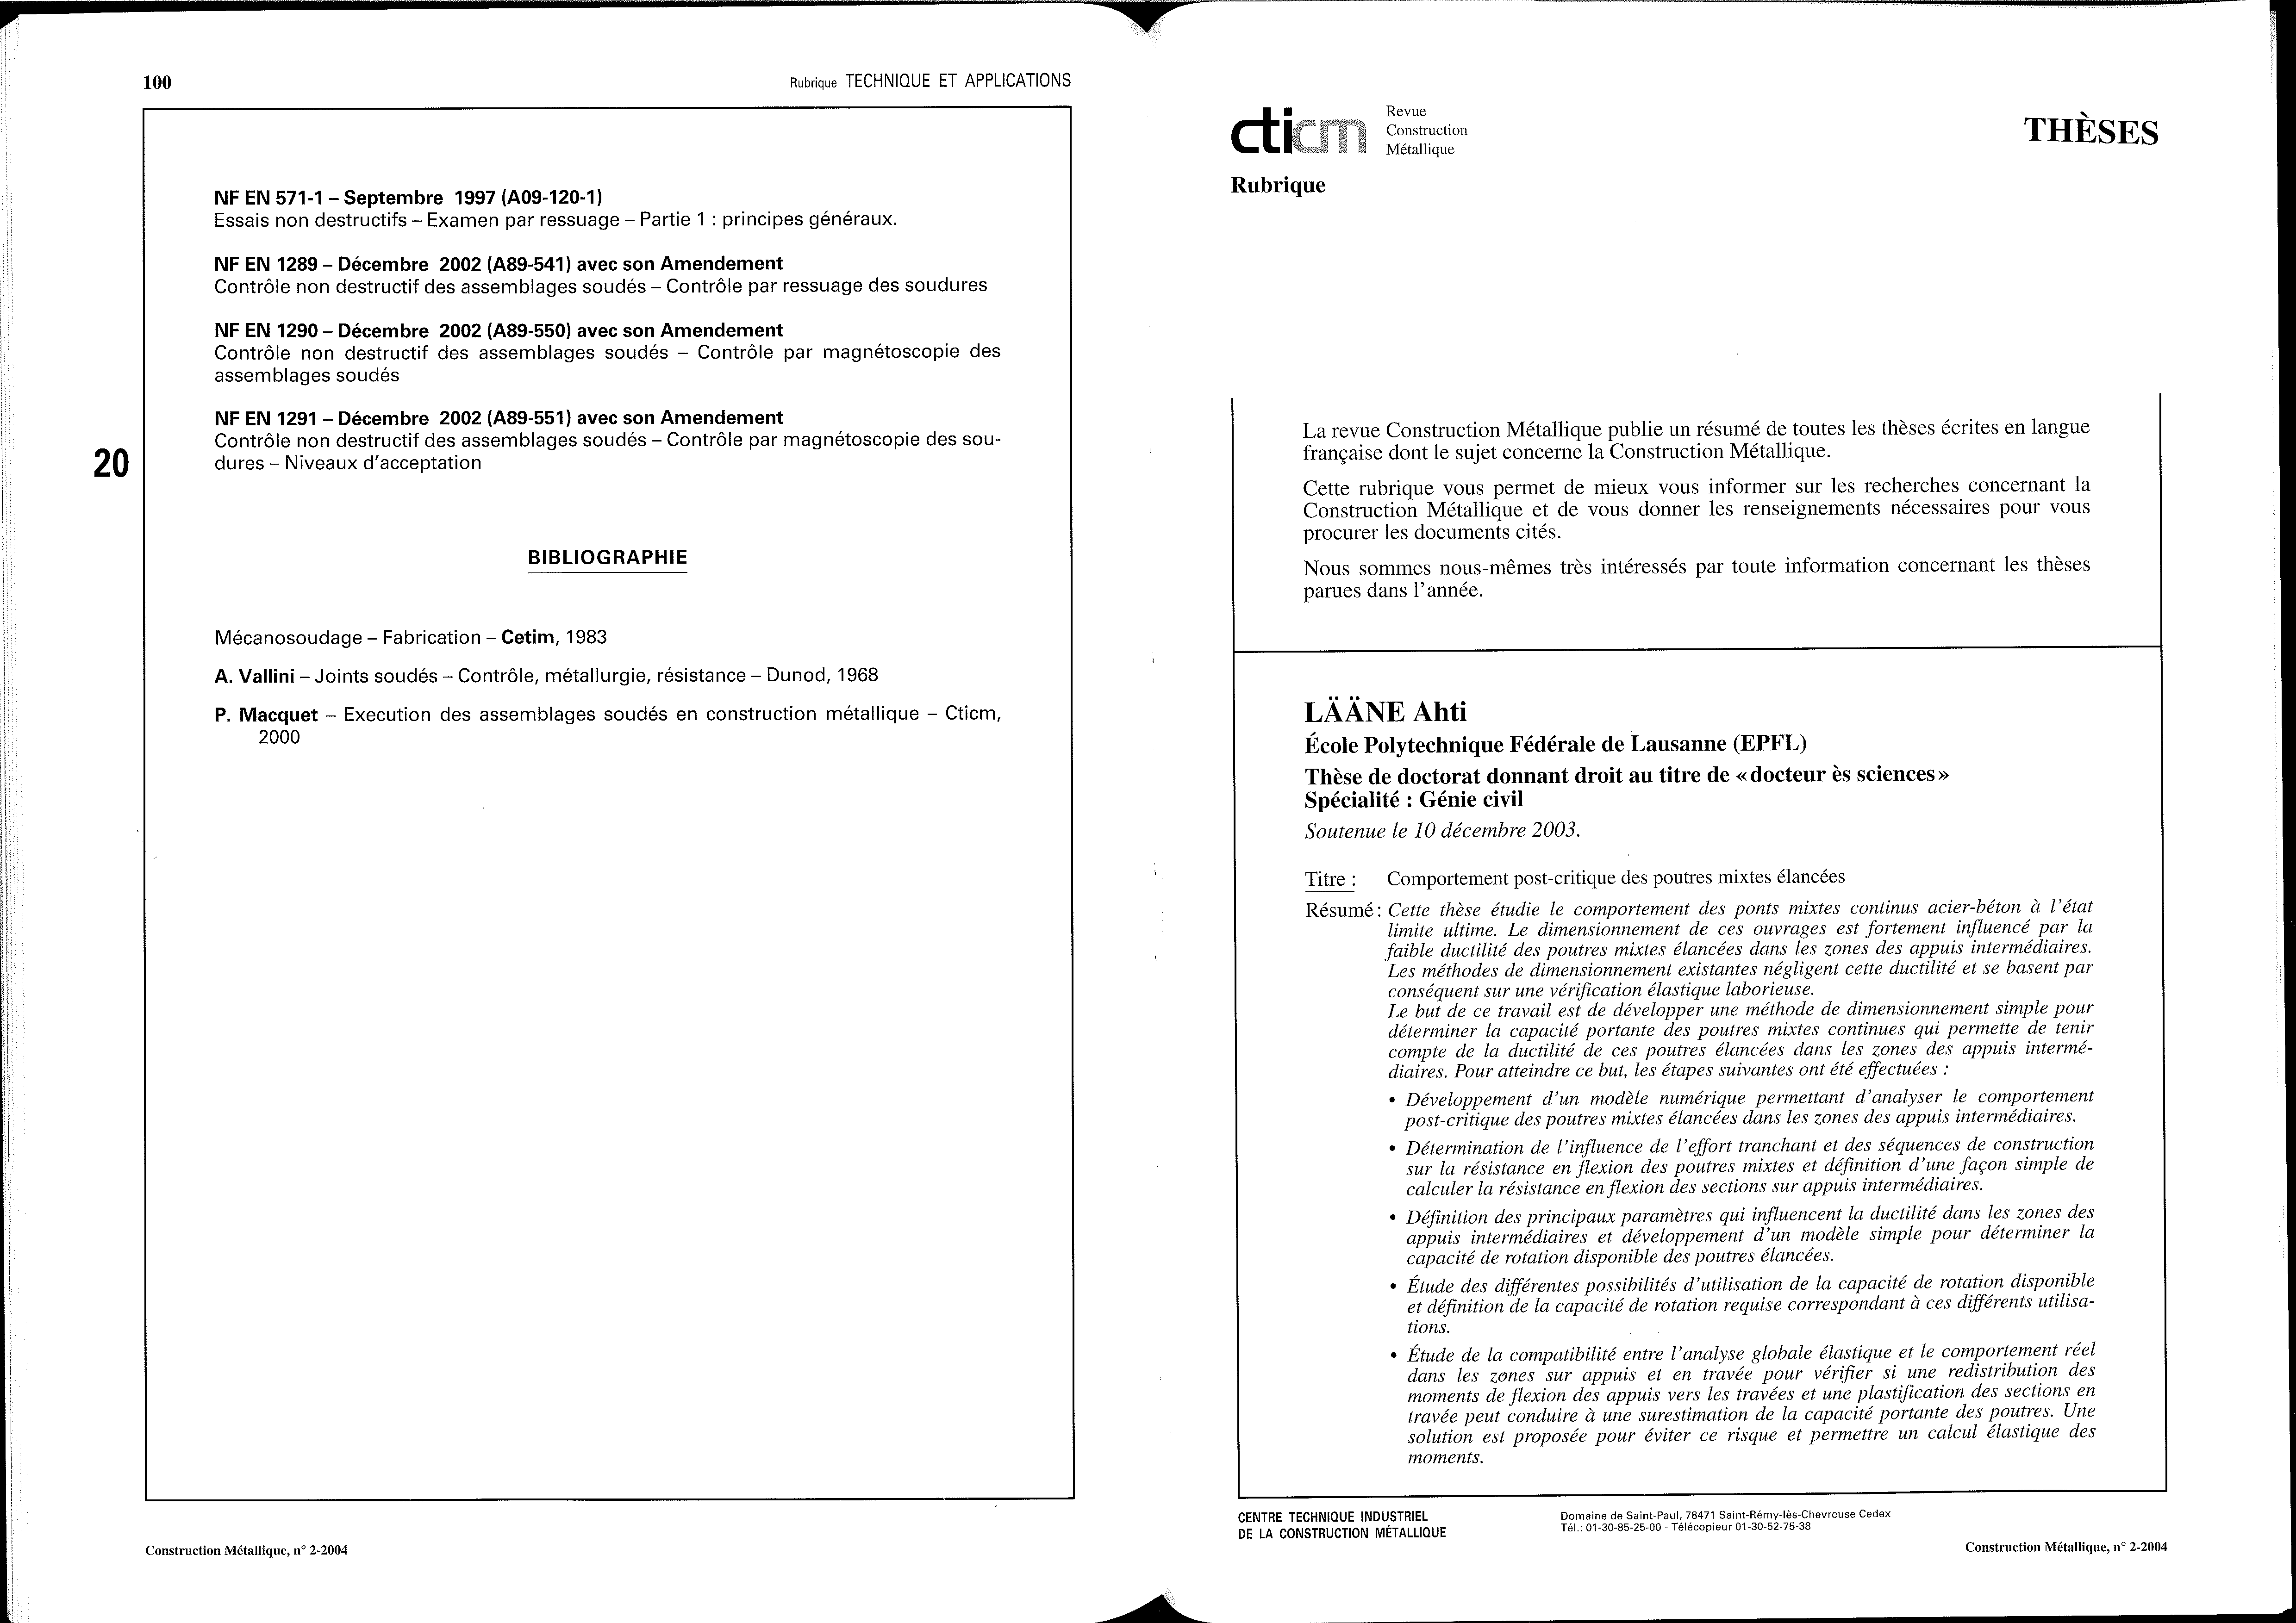 100
Rubrique TECHNIQUE ET APPLICATIONS
NF EN 571-1 – Septembre 1997 (A09-120-1)
Essais non destructifs – Examen par ressuage – Partie 1 : principes généraux.
NF EN 1289 – Décembre 2002 (A89-541) avec son Amendement
Contrôle non destructif des assemblages soudés – Contrôle par ressuage des soudures
NF EN 1290 – Décembre 2002 (A89-550) avec son Amendement
Contrôle non destructif des assemblages soudés – Contrôle par magnétoscopie des
assemblages soudés
NF EN 1291 – Décembre 2002 (A89-551) avec son Amendement
Contrôle non destructif des assemblages soudés – Contrôle par magnétoscopie des sou-
dures – Niveaux d'acceptation
20
BIBLIOGRAPHIE
Mécanosoudage – Fabrication – Cetim, 1983
A. Vallini – Joints soudés – Contrôle, métallurgie, résistance – Dunod, 1968
P. Macquet – Execution des assemblages soudés en construction métallique – Cticm,
2000
Construction Métallique, n° 2-2004
cticm
Revue
Construction
Métallique
THÈSES
Rubrique
La revue Construction Métallique publie un résumé de toutes les thèses écrites en langue
française dont le sujet concerne la Construction Métallique.
Cette rubrique vous permet de mieux vous informer sur les recherches concernant la
Construction Métallique et de vous donner les renseignements nécessaires pour vous
procurer les documents cités.
Nous sommes nous-mêmes très intéressés par toute information concernant les thèses
parues dans l'année.
LÄÄNE Ahti
École Polytechnique Fédérale de Lausanne (EPFL)
Thèse de doctorat donnant droit au titre de «docteur ès sciences»
Spécialité : Génie civil
Soutenue le 10 décembre 2003.
Titre : Comportement post-critique des poutres mixtes élancées
Résumé : Cette thèse étudie le comportement des ponts mixtes continus acier-béton à l'état
limite ultime. Le dimensionnement de ces ouvrages est fortement influencé par la
faible ductilité des poutres mixtes élancées dans les zones des appuis intermédiaires.
Les méthodes de dimensionnement existantes négligent cette ductilité et se basent par
conséquent sur une vérification élastique laborieuse.
Le but de ce travail est de développer une méthode de dimensionnement simple pour
déterminer la capacité portante des poutres mixtes continues qui permette de tenir
compte de la ductilité de ces poutres élancées dans les zones des appuis intermé-
diaires. Pour atteindre ce but, les étapes suivantes ont été effectuées :
• Développement d'un modèle numérique permettant d'analyser le comportement
post-critique des poutres mixtes élancées dans les zones des appuis intermédiaires.
• Détermination de l'influence de l'effort tranchant et des séquences de construction
sur la résistance en flexion des poutres mixtes et définition d'une façon simple de
calculer la résistance en flexion des sections sur appuis intermédiaires.
• Définition des principaux paramètres qui influencent la ductilité dans les zones des
appuis intermédiaires et développement d'un modèle simple pour déterminer la
capacité de rotation disponible des poutres élancées.
• Étude des différentes possibilités d'utilisation de la capacité de rotation disponible
et définition de la capacité de rotation requise correspondant à ces différents utilisa-
tions.
• Étude de la compatibilité entre l'analyse globale élastique et le comportement réel
dans les zones sur appuis et en travée pour vérifier si une redistribution des
moments de flexion des appuis vers les travées et une plastification des sections en
travée peut conduire à une surestimation de la capacité portante des poutres. Une
solution est proposée pour éviter ce risque et permettre un calcul élastique des
moments.
CENTRE TECHNIQUE INDUSTRIEL
DE LA CONSTRUCTION MÉTALLIQUE
Domaine de Saint-Paul, 78471 Saint-Rémy-lès-Chevreuse Cedex
Tél.: 01-30-85-25-00 - Télécopieur 01-30-52-75-38
Construction Métallique, n° 2-2004